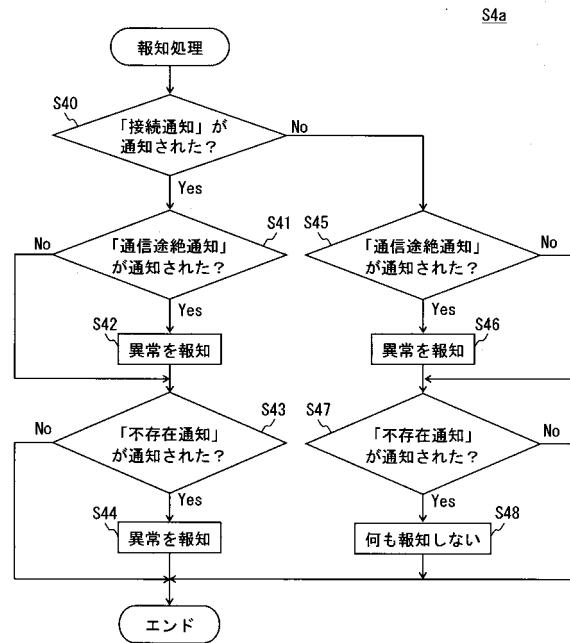 S4a
報知処理
S40
「接続通知」が
通知された?
No
Yes
S41
「通信途絶通知」
が通知された?
No
Yes
S42
異常を報知
S43
「不存在通知」
が通知された?
No
Yes
S44
異常を報知
S45
「通信途絶通知」
が通知された?
No
Yes
S46
異常を報知
S47
「不存在通知」
が通知された?
No
Yes
S48
何も報知しない
エンド